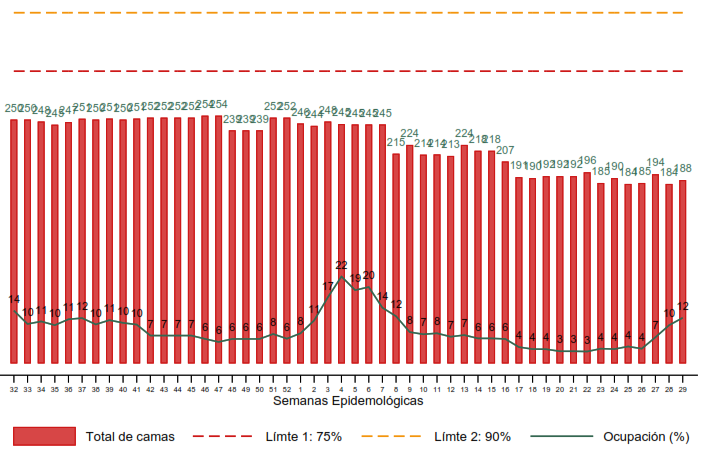 250 250 249 245 247 251 250 251 250 251 252 252 252 252 254 254 239 239 239 252 252 246 244 248 245 245 245 245 215 224 214 214 213 224 218 218 207 191 190 192 192 192 196 185 190 184 185 194 184 188
14 10 11 10 11 12 10 11 10 10 7 7 7 7 6 6 6 6 6 8 6 8 11 17 22 19 20 14 12 8 7 8 7 7 6 6 6 4 4 4 3 3 3 4 4 4 4 7 10 12
32 33 34 35 36 37 38 39 40 41 42 43 44 45 46 47 48 49 50 51 52 1 2 3 4 5 6 7 8 9 10 11 12 13 14 15 16 17 18 19 20 21 22 23 24 25 26 27 28 29
Semanas Epidemológicas
Total de camas Límte 1: 75% Límite 2: 90% Ocupación (%)